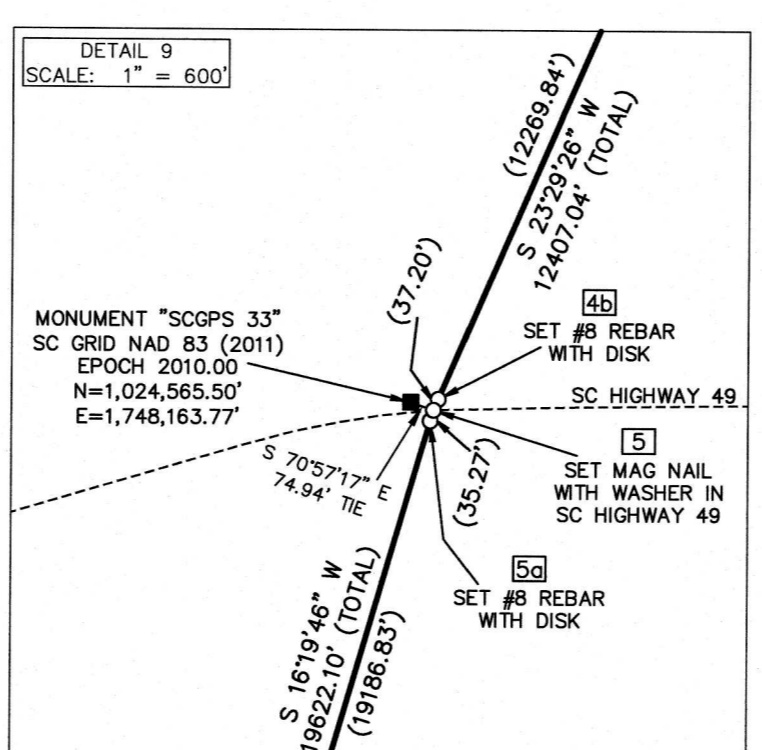 DETAIL 9
SCALE: 1" = 600'
(12269.84')
S 23°29'26" W
12407.04' (TOTAL)
(37.20')
4b
SET #8 REBAR
WITH DISK
MONUMENT "SCGPS 33"
SC GRID NAD 83 (2011)
EPOCH 2010.00
N=1,024,565.50'
E=1,748,163.77'
SC HIGHWAY 49
5
SET MAG NAIL
WITH WASHER IN
SC HIGHWAY 49
S 70°57'17" E
74.94' TIE
(35.27')
5a
SET #8 REBAR
WITH DISK
S 16°19'46" W
19622.10' (TOTAL)
(19186.83')